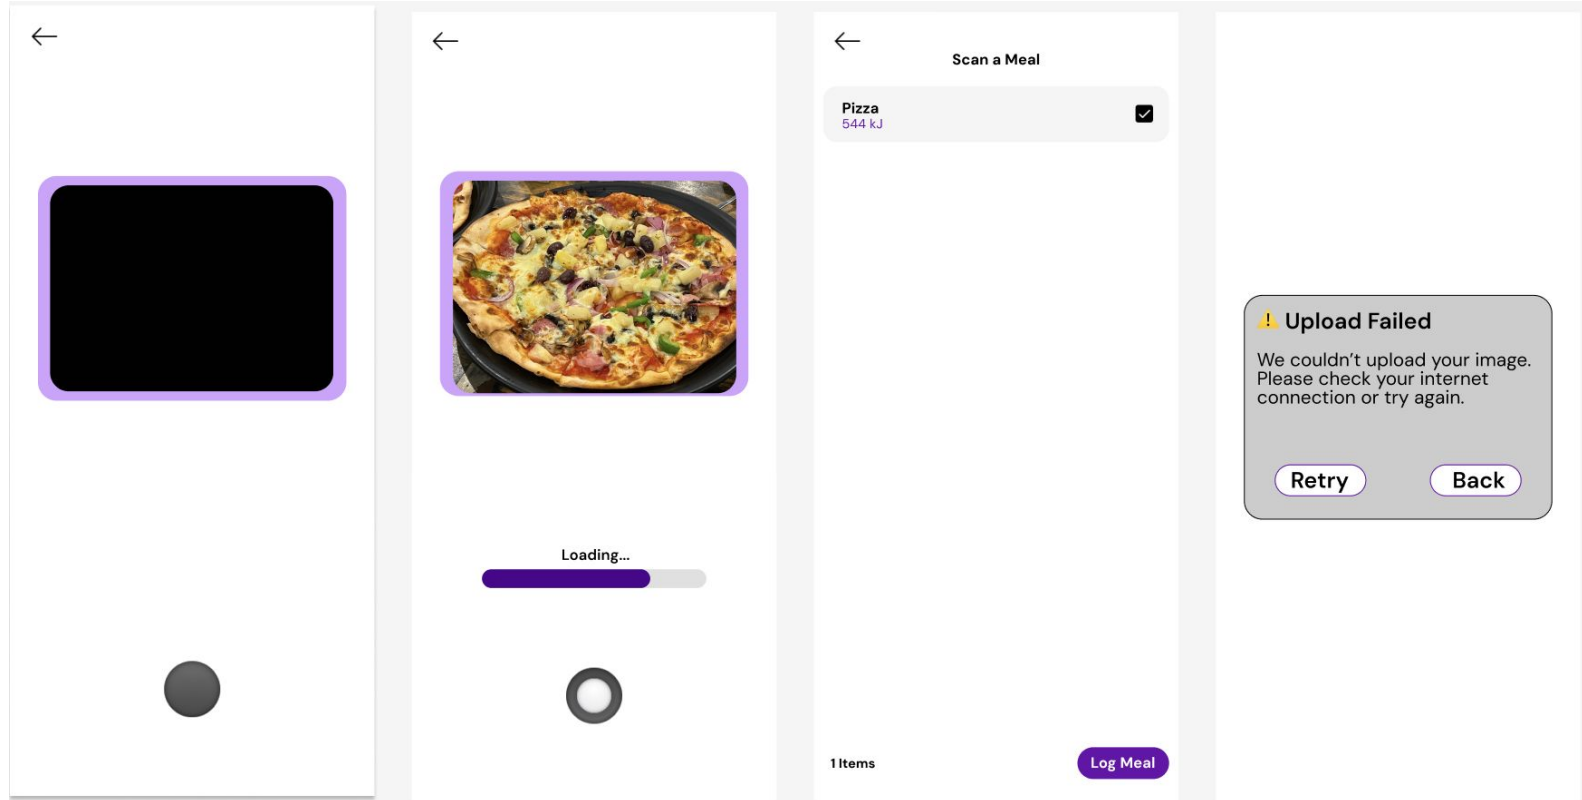 Loading...
Scan a Meal
Pizza
544 kJ
1 Items
Log Meal
⚠️ Upload Failed
We couldn't upload your image.
Please check your internet
connection or try again.
Retry
Back